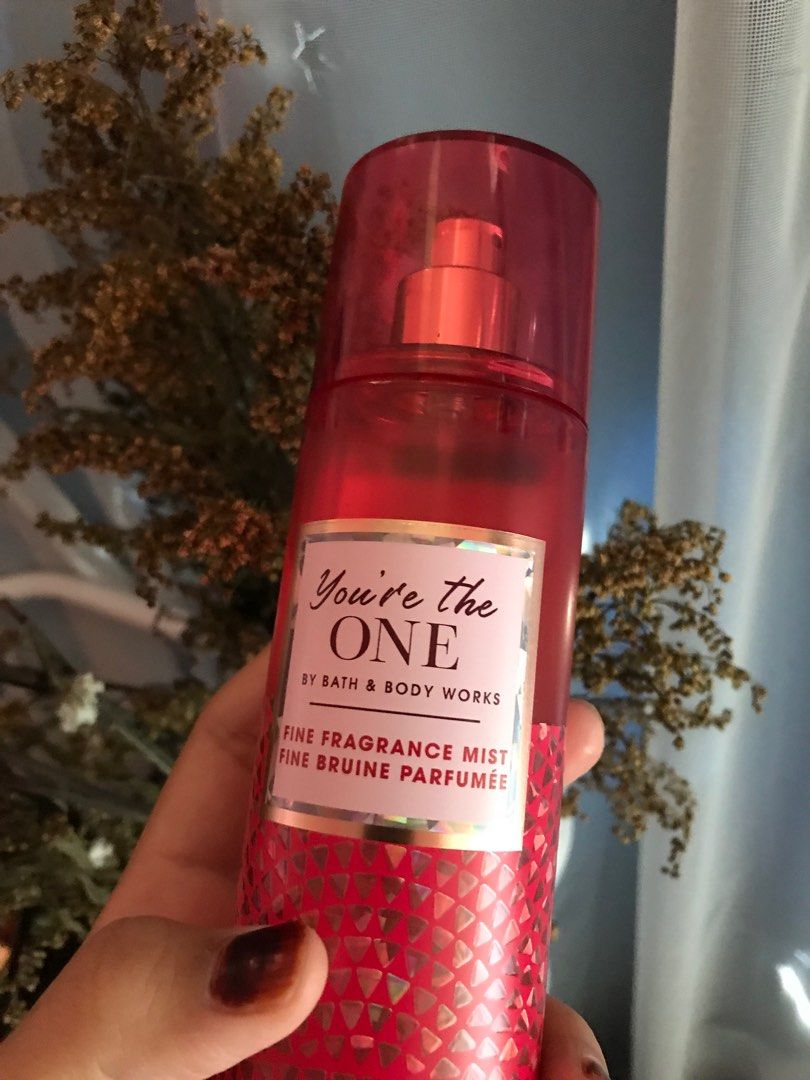 You're the
ONE
BY BATH & BODY WORKS
FINE FRAGRANCE MIST
FINE BRUINE PARFUMÉE